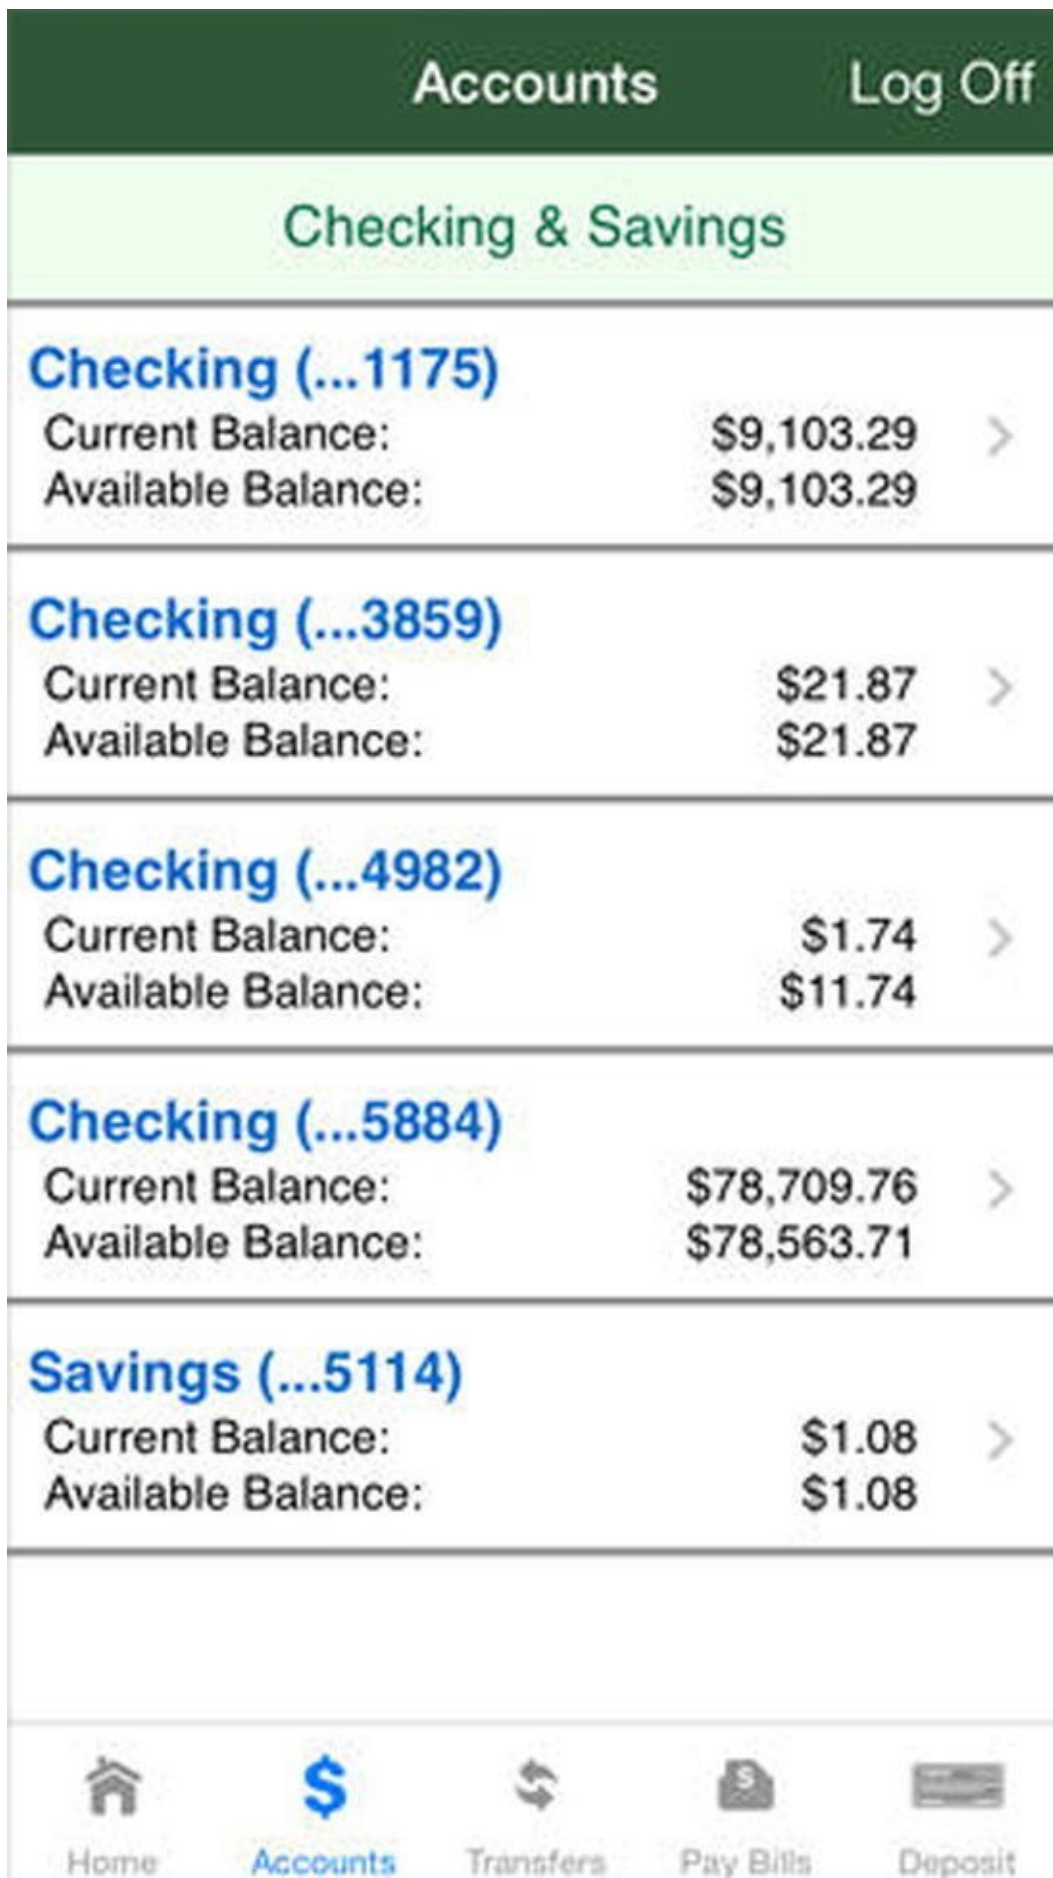 Accounts Log Off
Checking & Savings
Checking (...1175)
Current Balance: $9,103.29
Available Balance: $9,103.29
Checking (...3859)
Current Balance: $21.87
Available Balance: $21.87
Checking (...4982)
Current Balance: $1.74
Available Balance: $11.74
Checking (...5884)
Current Balance: $78,709.76
Available Balance: $78,563.71
Savings (...5114)
Current Balance: $1.08
Available Balance: $1.08
Home Accounts Transfers Pay Bills Deposit